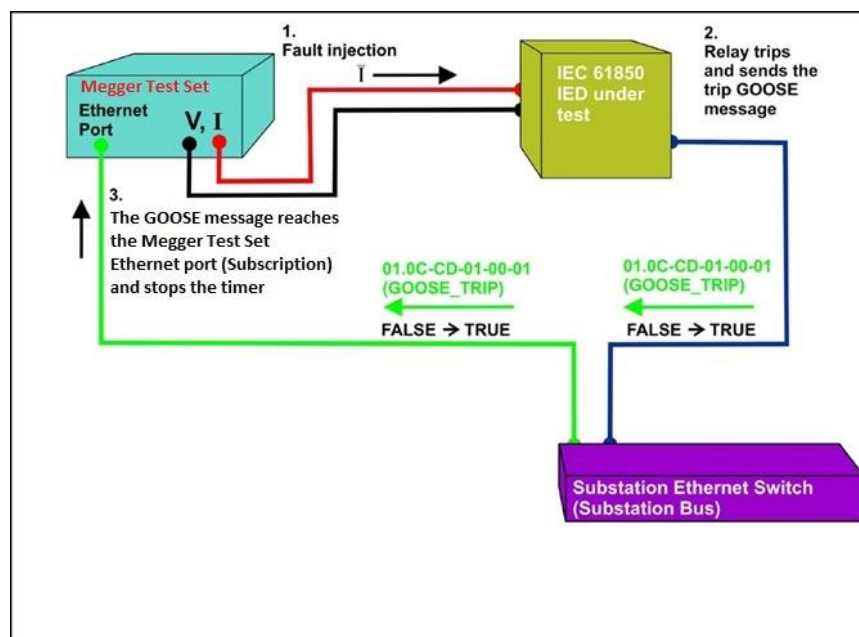 1.
Fault injection
I
2.
Relay trips
and sends the
trip GOOSE
message
Megger Test Set
Ethernet
Port
V, I
IEC 61850
IED under
test
3.
The GOOSE message reaches
the Megger Test Set
Ethernet port (Subscription)
and stops the timer
01.0C-CD-01-00-01
(GOOSE_TRIP)
FALSE → TRUE
01.0C-CD-01-00-01
(GOOSE_TRIP)
FALSE → TRUE
Substation Ethernet Switch
(Substation Bus)